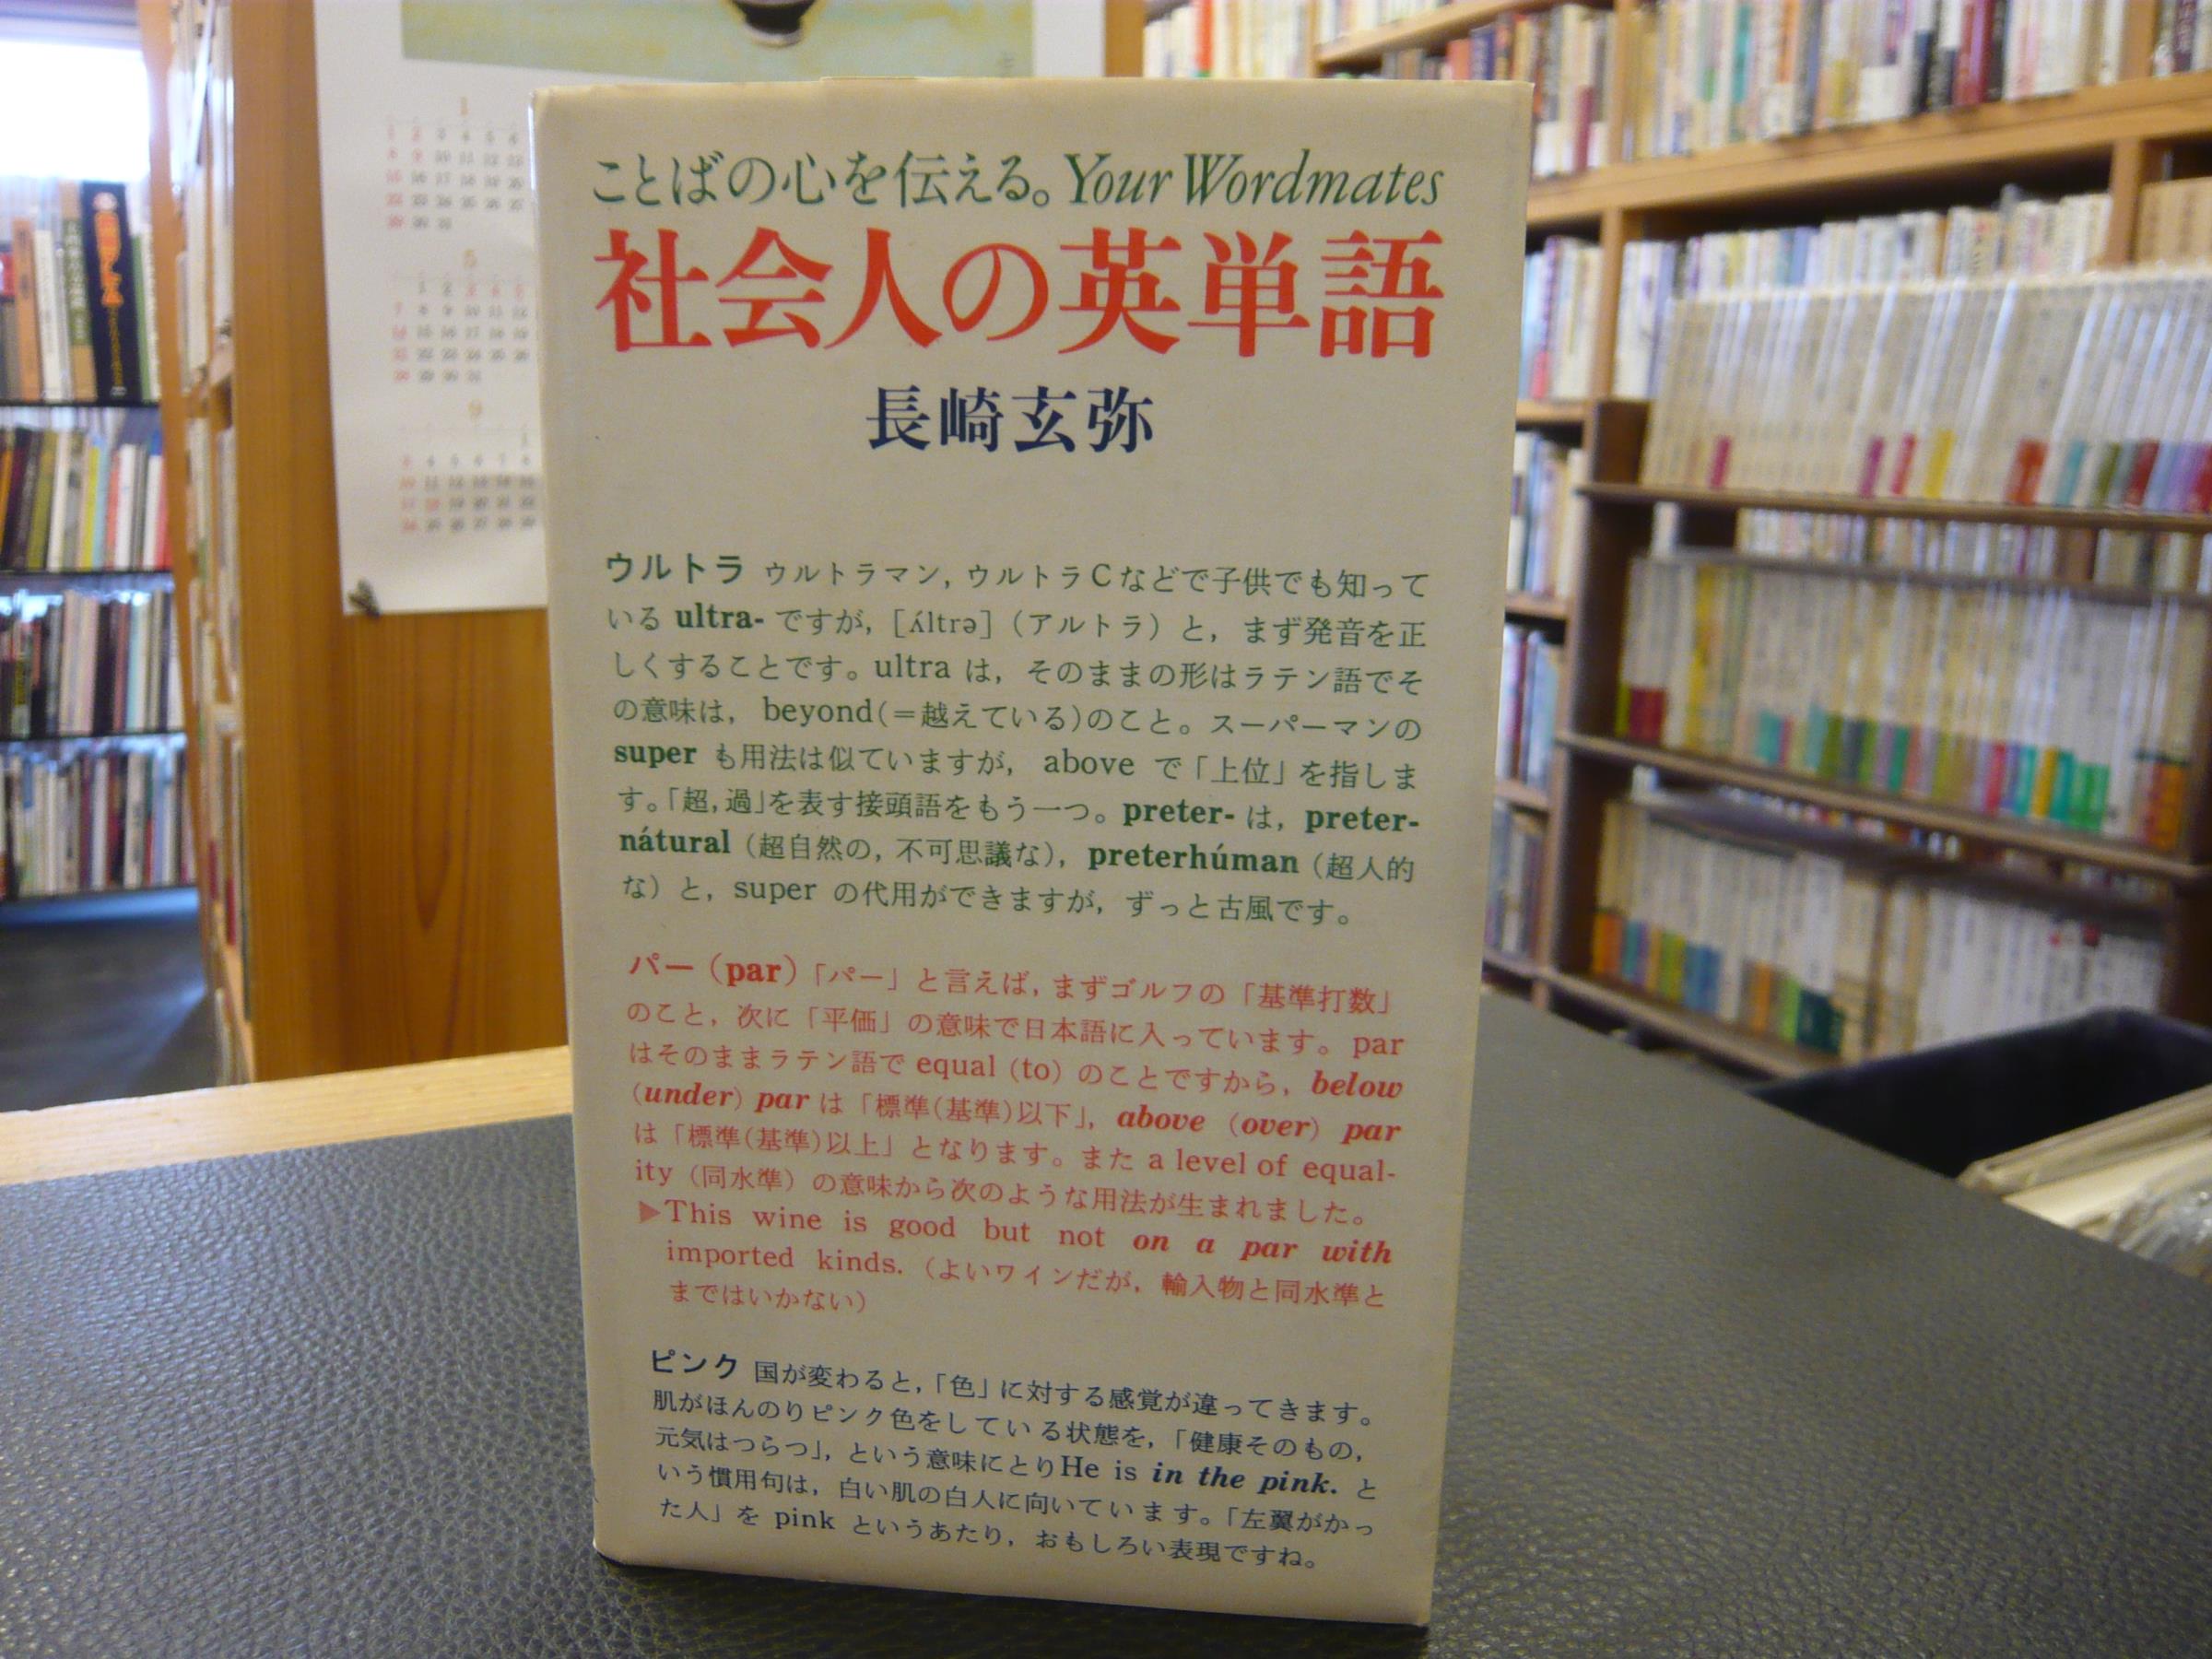 ことばの心を伝える。Your Wordmates
社会人の英単語
長崎玄弥
ウルトラ ウルトラマン, ウルトラCなどで子供でも知って
いる ultra- ですが, [ʌ́ltrə]（アルトラ）と, まず発音を正
しくすることです。ultra は, そのままの形はラテン語でそ
の意味は, beyond(=越えている)のこと。スーパーマンの
super も用法は似ていますが, above で「上位」を指しま
す。「超, 過」を表す接頭語をもう一つ。preter- は, preter-
nátural（超自然の, 不可思議な）, preterhúman（超人的
な）と, super の代用ができますが, ずっと古風です。
パー（par）「パー」と言えば, まずゴルフの「基準打数」
のこと, 次に「平価」の意味で日本語に入っています。par
はそのままラテン語で equal (to) のことですから, below
(under) par は「標準(基準)以下」, above (over) par
は「標準(基準)以上」となります。また a level of equal-
ity（同水準）の意味から次のような用法が生まれました。
▶This wine is good but not on a par with
imported kinds.（よいワインだが, 輸入物と同水準と
まではいかない）
ピンク 国が変わると,「色」に対する感覚が違ってきます。
肌がほんのりピンク色をしている状態を,「健康そのもの,
元気はつらつ」, という意味にとりHe is in the pink. と
いう慣用句は, 白い肌の白人に向いています。「左翼がかっ
た人」を pink というあたり, おもしろい表現ですね。